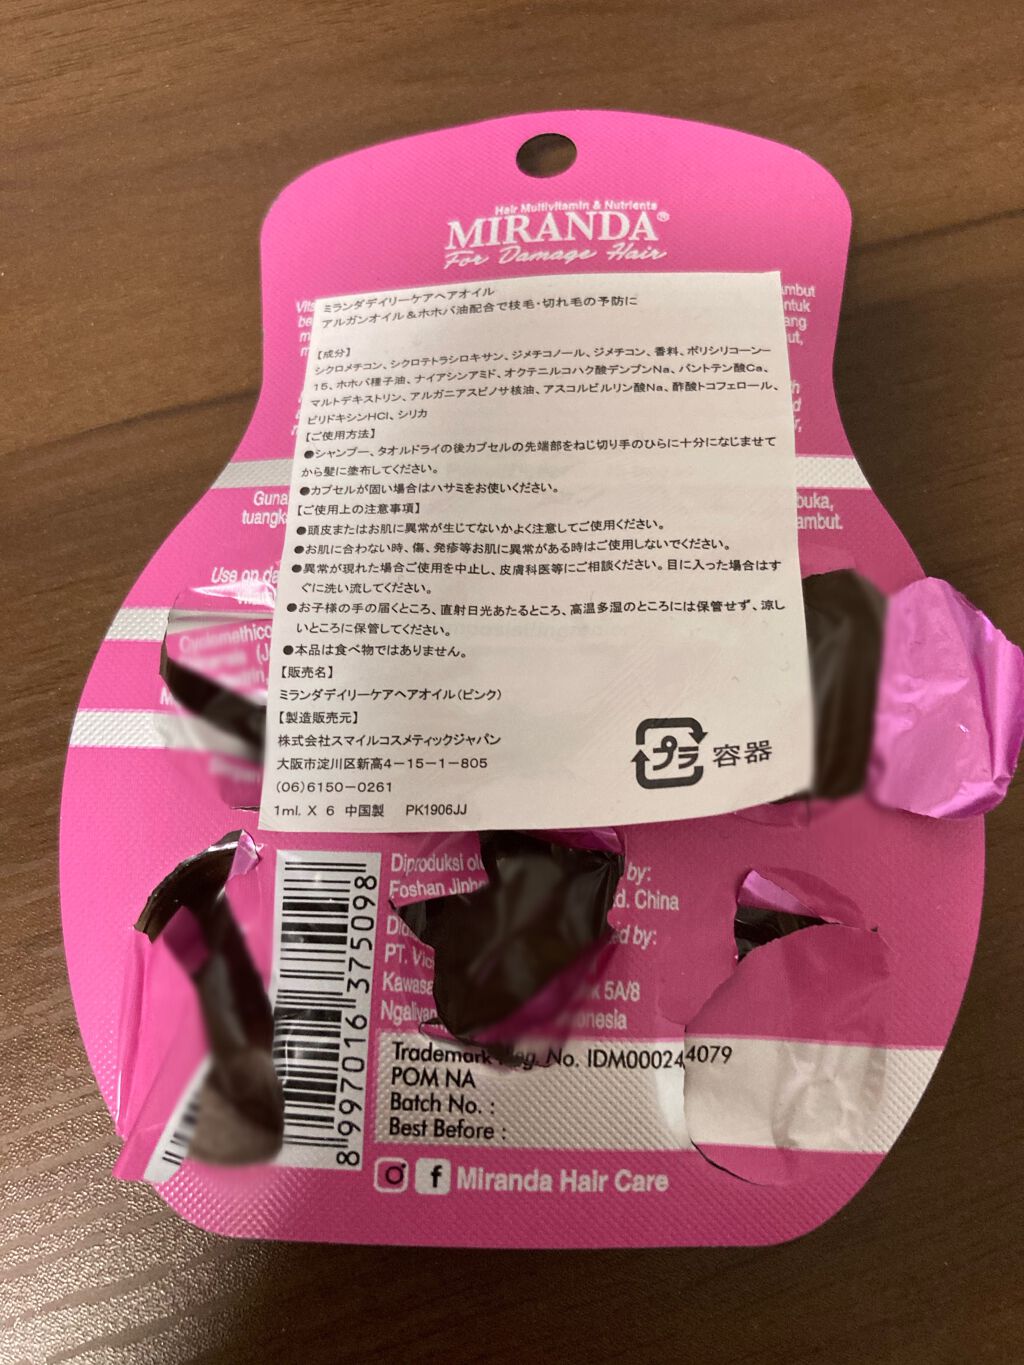 Hair Multivitamin & Nutrients
MIRANDA®
For Damage Hair
ミランダデイリーケアヘアオイル
アルガンオイル＆ホホバ油配合で枝毛・切れ毛の予防に
【成分】
シクロメチコン、シクロテトラシロキサン、ジメチコノール、ジメチコン、香料、ポリシリコーンー
15、ホホバ種子油、ナイアシンアミド、オクテニルコハク酸デンプンNa、パントテン酸Ca、
マルトデキストリン、アルガニアスピノサ核油、アスコルビルリン酸Na、酢酸トコフェロール、
ピリドキシンHCl、シリカ
【ご使用方法】
●シャンプー、タオルドライの後カプセルの先端部をねじ切り手のひらに十分になじませて
から髪に塗布してください。
●カプセルが固い場合はハサミをお使いください。
【ご使用上の注意事項】
●頭皮またはお肌に異常が生じてないかよく注意してご使用ください。
●お肌に合わない時、傷、発疹等お肌に異常がある時はご使用しないでください。
●異常が現れた場合ご使用を中止し、皮膚科医等にご相談ください。目に入った場合はす
ぐに洗い流してください。
●お子様の手の届くところ、直射日光あたるところ、高温多湿のところには保管せず、涼し
いところに保管してください。
●本品は食べ物ではありません。
【販売名】
ミランダデイリーケアヘアオイル（ピンク）
【製造販売元】
株式会社スマイルコスメティックジャパン
大阪市淀川区新高4－15－1－805
（06）6150－0261
1ml. X 6 中国製 PK1906JJ
プラ 容器
buka,
ambut.
Use on
Diproduksi by:
Foshan China
by:
PT.
5A/8
Trademark Reg. No. IDM000244079
POM NA
Batch No. :
Best Before :
8 997016 375098
Miranda Hair Care